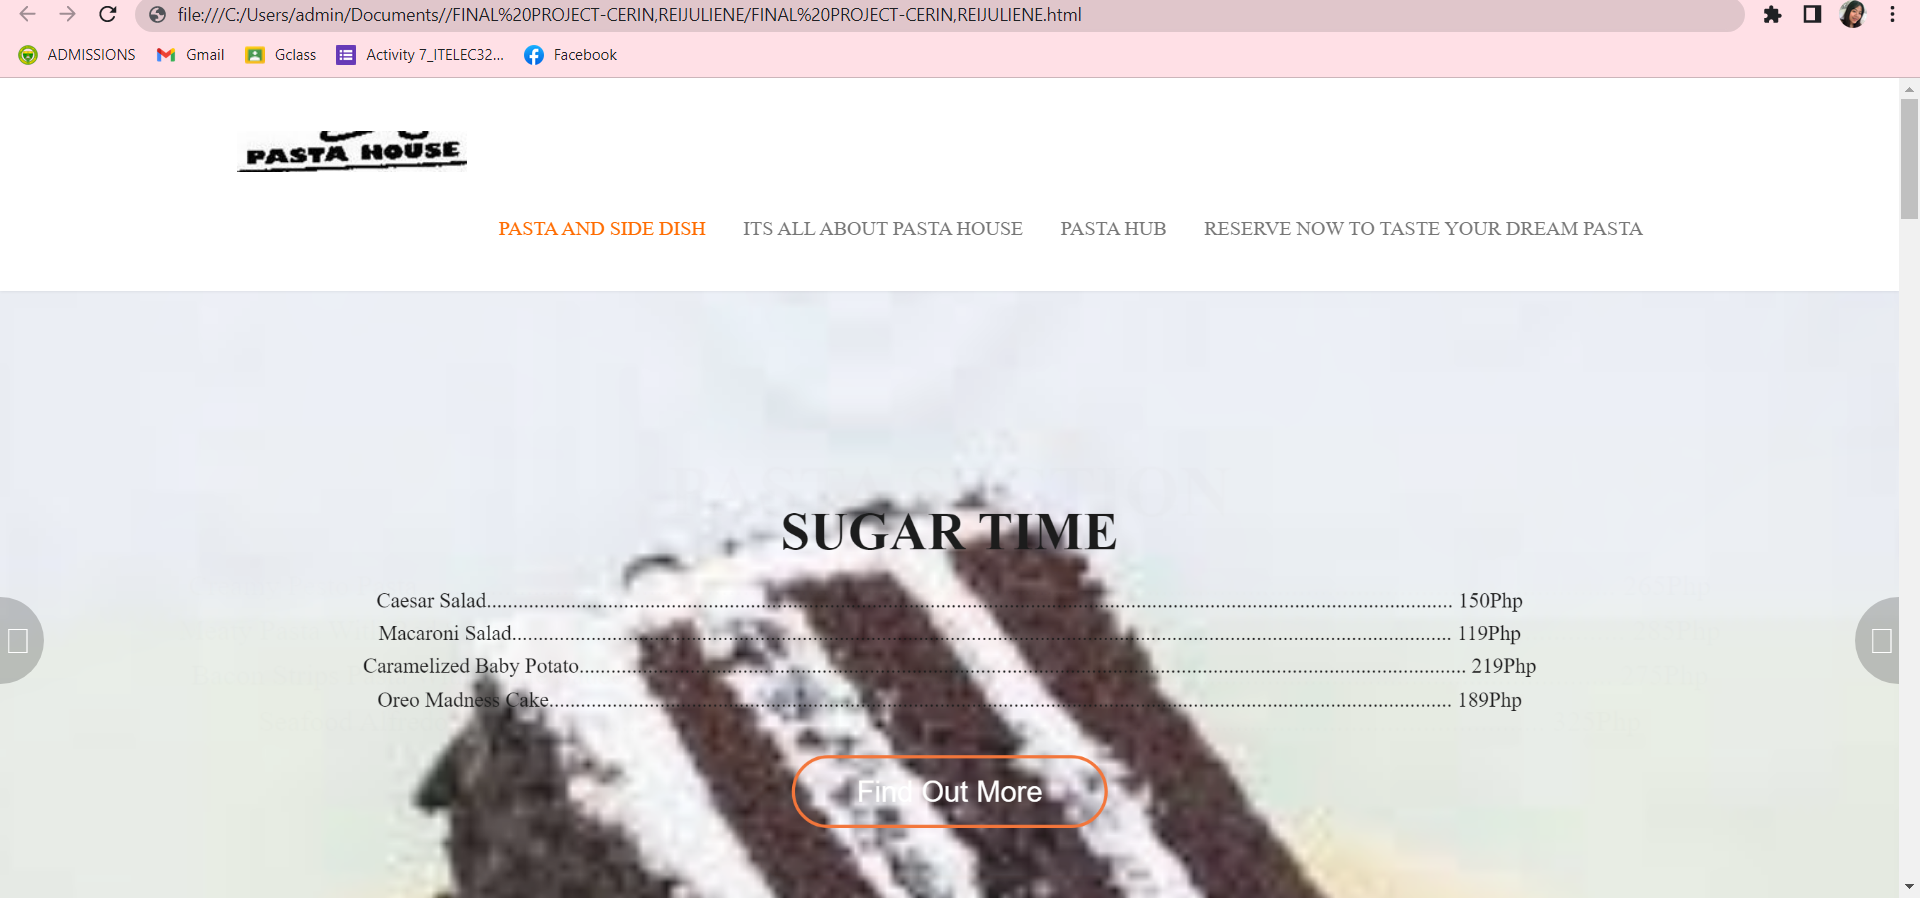 file:///C:/Users/admin/Documents//FINAL%20PROJECT-CERIN,REIJULIENE/FINAL%20PROJECT-CERIN,REIJULIENE.html
ADMISSIONS Gmail Gclass Activity 7_ITELEC32... Facebook
PASTA HOUSE
PASTA AND SIDE DISH ITS ALL ABOUT PASTA HOUSE PASTA HUB RESERVE NOW TO TASTE YOUR DREAM PASTA
SUGAR TIME
Caesar Salad........................................................................................................................................................................................ 150Php
Macaroni Salad................................................................................................................................................................................... 119Php
Caramelized Baby Potato......................................................................................................................................................................... 219Php
Oreo Madness Cake............................................................................................................................................................................ 189Php
Find Out More